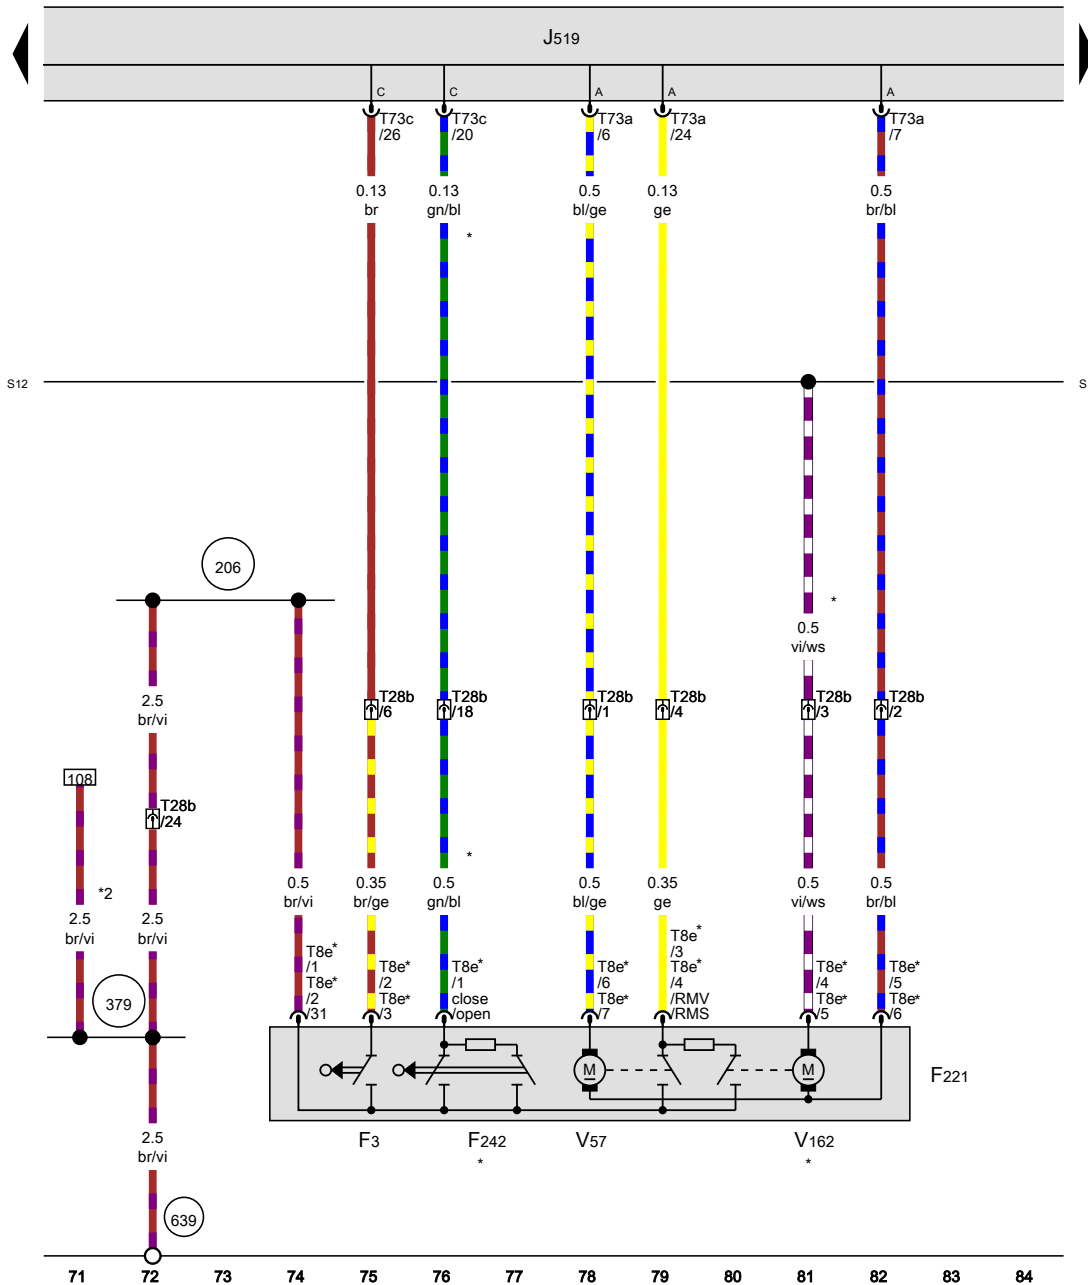 J519
C
C
A
A
A
T73c
/26
T73c
/20
T73a
/6
T73a
/24
T73a
/7
0.13
br
0.13
gn/bl
0.5
bl/ge
0.13
ge
0.5
br/bl
*
S12
S
206
*
0.5
vi/ws
2.5
br/vi
T28b
/6
T28b
/18
T28b
/1
T28b
/4
T28b
/3
T28b
/2
108
T28b
/24
*
*2
2.5
br/vi
2.5
br/vi
0.5
br/vi
0.35
br/ge
0.5
gn/bl
0.5
bl/ge
0.35
ge
0.5
vi/ws
0.5
br/bl
379
T8e*
/1
T8e*
/2
/31
T8e*
/2
T8e*
/3
T8e*
/1
close
/open
T8e*
/6
T8e*
/7
T8e*
/3
T8e*
/4
/RMV
/RMS
T8e*
/4
T8e*
/5
T8e*
/5
T8e*
/6
M
M
F221
F3
F242
*
V57
V162
*
2.5
br/vi
639
71 72 73 74 75 76 77 78 79 80 81 82 83 84